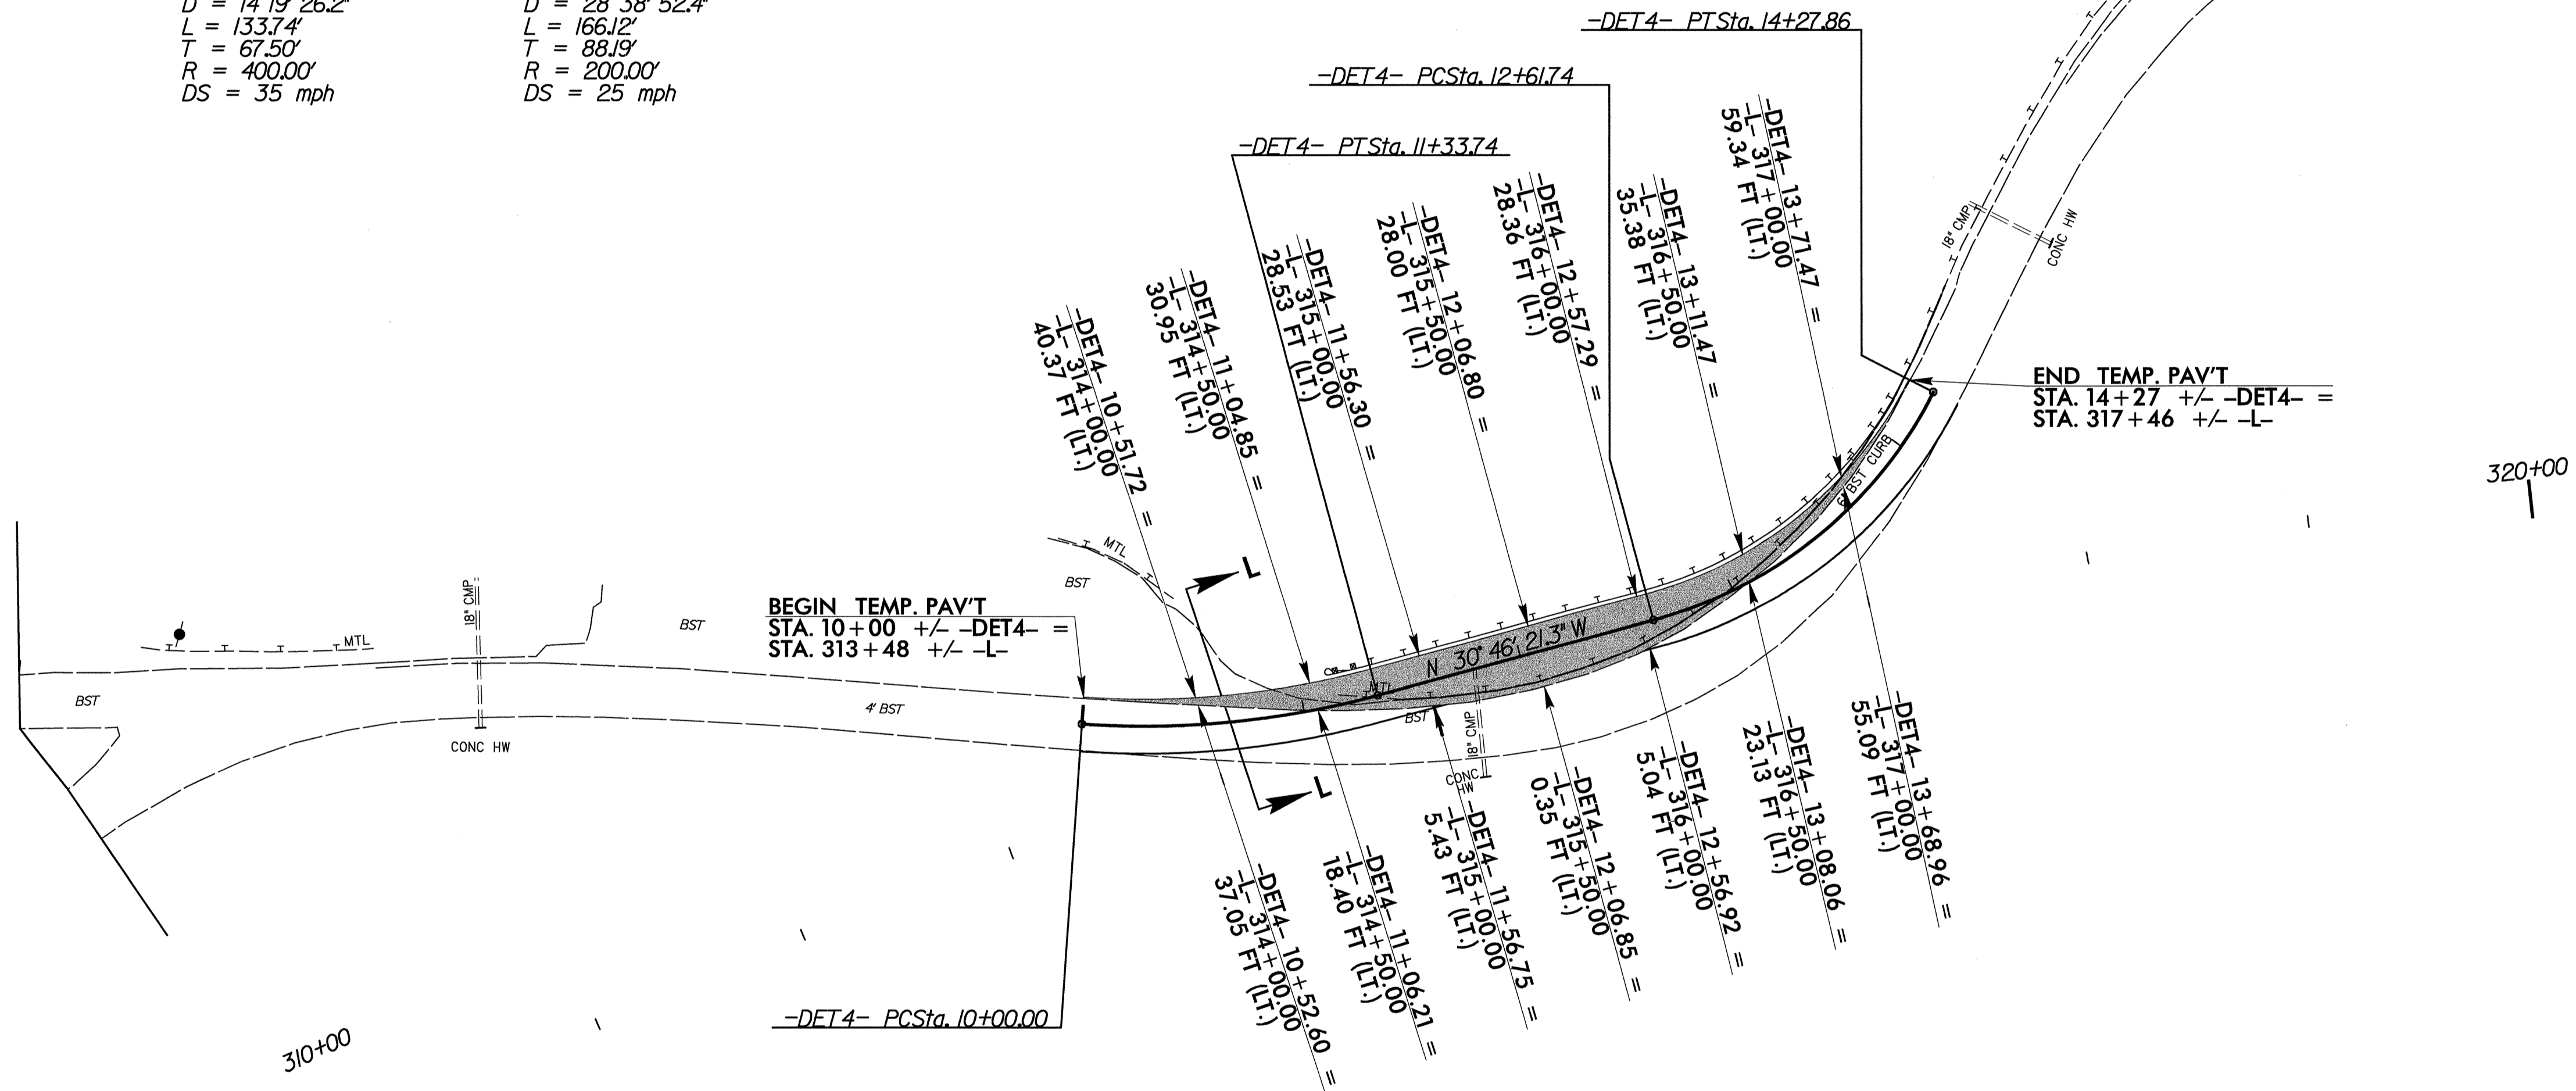 D = 14 19' 26.2"
L = 133.74'
T = 67.50'
R = 400.00'
DS = 35 mph
D = 28 38' 52.4"
L = 166.12'
T = 88.19'
R = 200.00'
DS = 25 mph
-DET4- PTSta. 14+27.86
-DET4- PCSta. 12+61.74
-DET4- PTSta. 11+33.74
-DET4- 10+51.72 =
-L- 314+00.00
40.37 FT (LT.)
-DET4- 11+04.85 =
-L- 314+50.00
30.95 FT (LT.)
-DET4- 11+56.30 =
-L- 315+00.00
28.53 FT (LT.)
-DET4- 12+06.80 =
-L- 315+50.00
28.00 FT (LT.)
-DET4- 12+57.29 =
-L- 316+00.00
28.36 FT (LT.)
-DET4- 13+11.47 =
-L- 316+50.00
35.38 FT (LT.)
-DET4- 13+71.47 =
-L- 317+00.00
59.34 FT (LT.)
18" CMP
CONC HW
END TEMP. PAV'T
STA. 14+27 +/- -DET4- =
STA. 317+46 +/- -L-
320+00
6" BST CURB
MTL
BST
L
18" CMP
MTL
BST
BEGIN TEMP. PAV'T
STA. 10+00 +/- -DET4- =
STA. 313+48 +/- -L-
N 30° 46' 21.3" W
MTL
BST
4' BST
BST
CONC HW
18" CMP
CONC
HW
L
-DET4- 10+52.60 =
-L- 314+00.00
37.05 FT (LT.)
-DET4- 11+06.21 =
-L- 314+50.00
18.40 FT (LT.)
-DET4- 11+56.75 =
-L- 315+00.00
5.43 FT (LT.)
-DET4- 12+06.85 =
-L- 315+50.00
0.35 FT (LT.)
-DET4- 12+56.92 =
-L- 316+00.00
5.04 FT (LT.)
-DET4- 13+08.06 =
-L- 316+50.00
23.13 FT (LT.)
-DET4- 13+68.96 =
-L- 317+00.00
55.09 FT (LT.)
-DET4- PCSta. 10+00.00
310+00